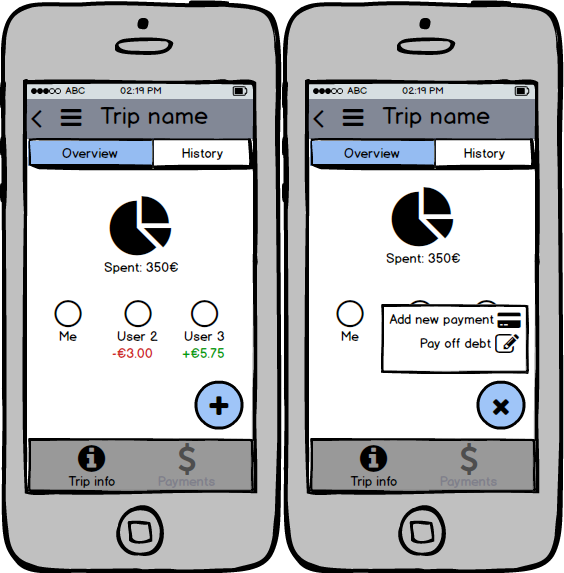 ABC 02:19 PM
Trip name
Overview History
Spent: 350€
Me User 2 User 3
-€3.00 +€5.75
Trip info Payments
ABC 02:19 PM
Trip name
Overview History
Spent: 350€
Add new payment
Me
Pay off debt
Trip info Payments